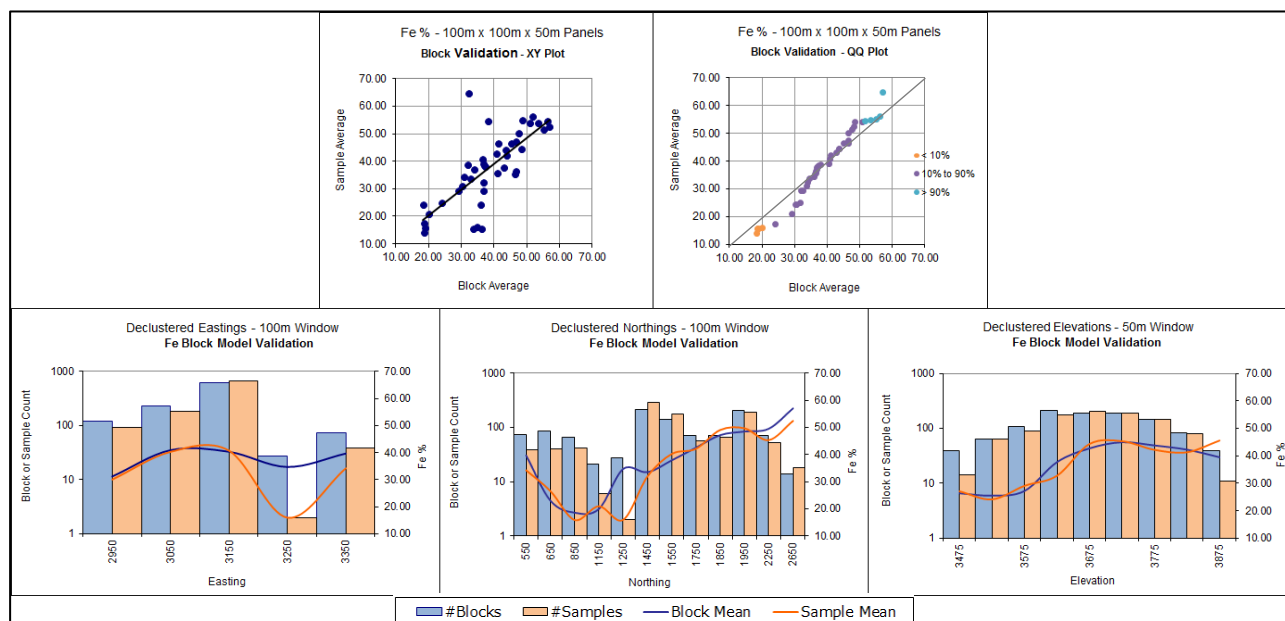 Fe % - 100m x 100m x 50m Panels
Block Validation - XY Plot
70.00
60.00
50.00
40.00
30.00
20.00
10.00
10.00 20.00 30.00 40.00 50.00 60.00 70.00
Sample Average
Block Average
Fe % - 100m x 100m x 50m Panels
Block Validation - QQ Plot
70.00
60.00
50.00
40.00
30.00
20.00
10.00
10.00 20.00 30.00 40.00 50.00 60.00 70.00
Sample Average
Block Average
< 10%
10% to 90%
> 90%
Declustered Eastings - 100m Window
Fe Block Model Validation
1000
100
10
1
Block or Sample Count
70.00
60.00
50.00
40.00
30.00
20.00
10.00
Fe %
2950 3050 3150 3250 3350
Easting
Declustered Northings - 100m Window
Fe Block Model Validation
1000
100
10
1
Block or Sample Count
70.00
60.00
50.00
40.00
30.00
20.00
10.00
Fe %
550 650 850 1150 1250 1450 1550 1750 1850 1950 2250 2650
Northing
Declustered Elevations - 50m Window
Fe Block Model Validation
1000
100
10
1
Block or Sample Count
70.00
60.00
50.00
40.00
30.00
20.00
10.00
Fe %
3475 3575 3675 3775 3875
Elevation
#Blocks #Samples Block Mean Sample Mean